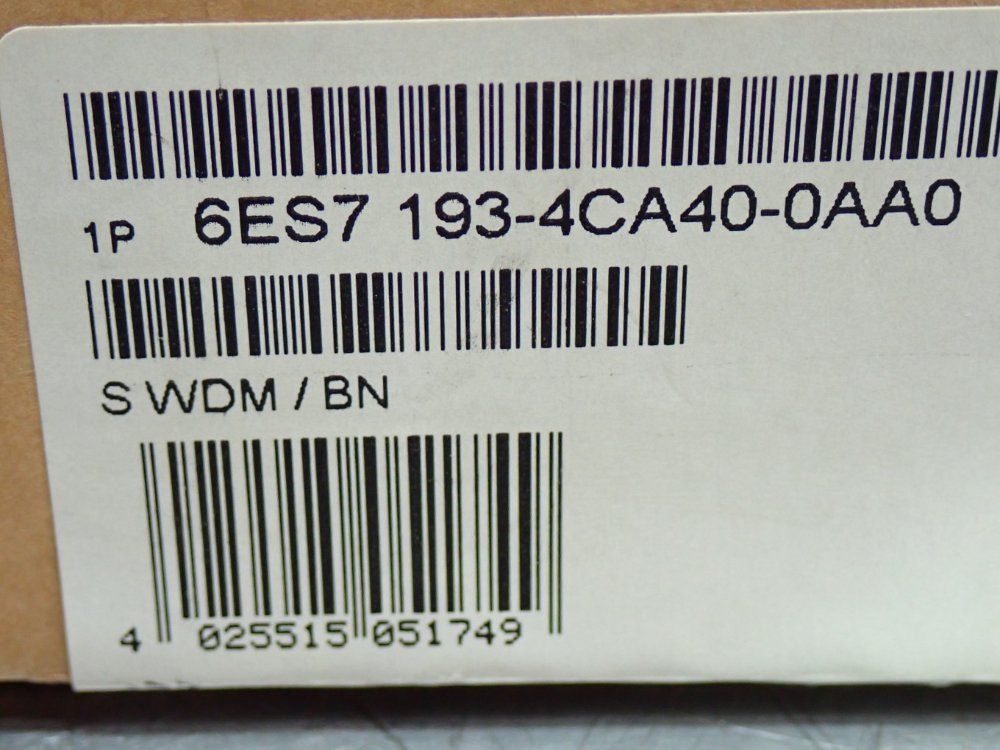 1P 6ES7 193-4CA40-0AA0
S WDM / BN
4 025515 051749